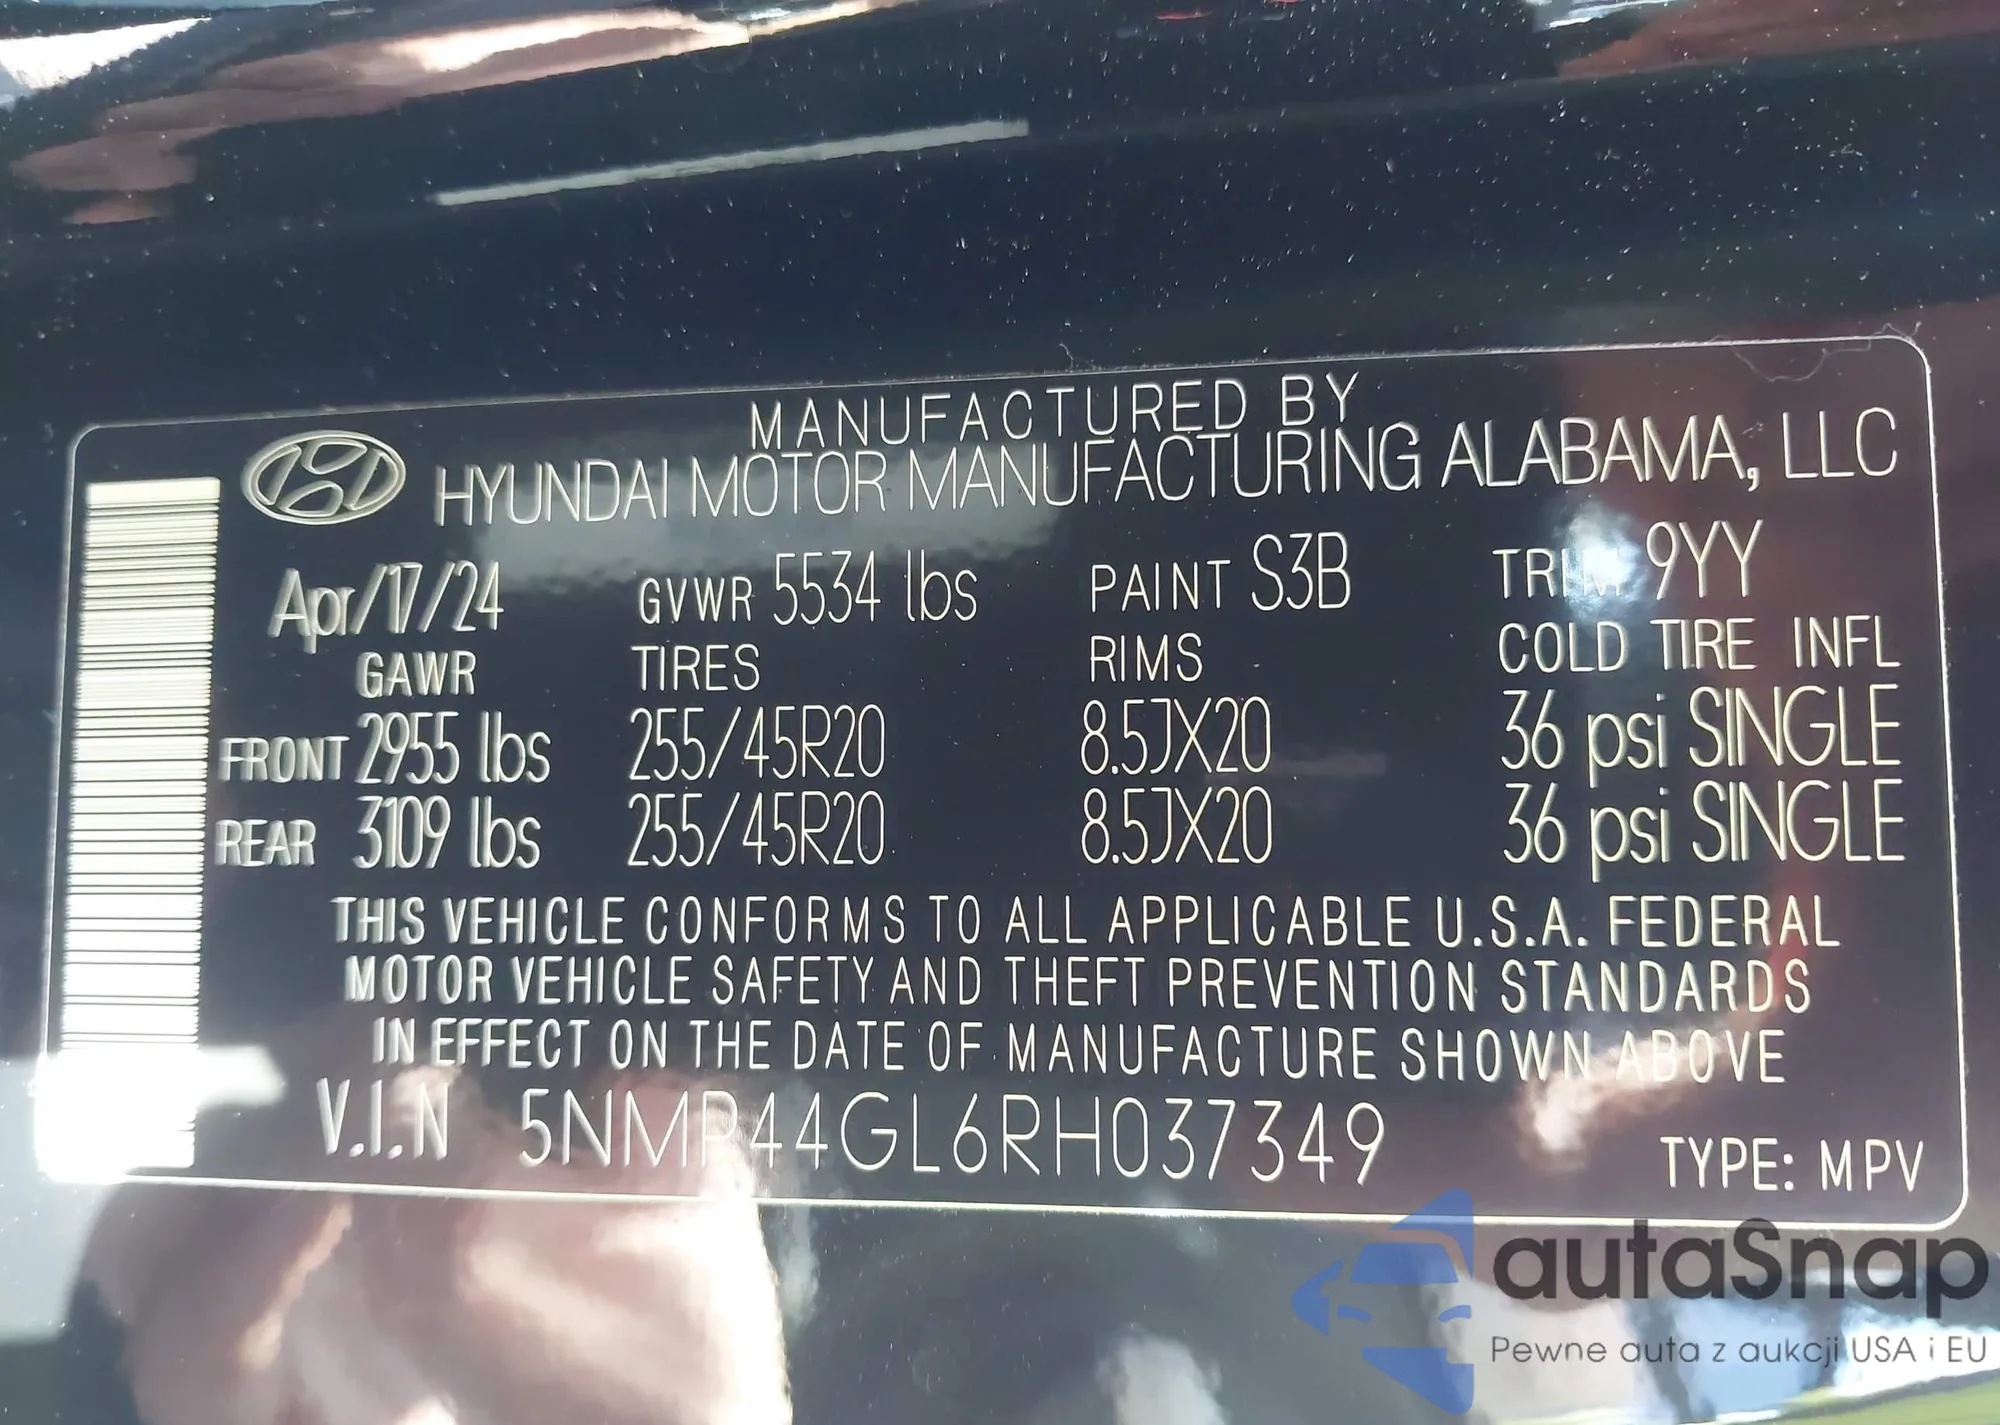 MANUFACTURED BY
HYUNDAI MOTOR MANUFACTURING ALABAMA, LLC
Apr/17/24 GVWR 5534 lbs PAINT S3B TRIM 9YY
GAWR TIRES RIMS COLD TIRE INFL
FRONT 2955 lbs 255/45R20 8.5JX20 36 psi SINGLE
REAR 3109 lbs 255/45R20 8.5JX20 36 psi SINGLE
THIS VEHICLE CONFORMS TO ALL APPLICABLE U.S.A. FEDERAL
MOTOR VEHICLE SAFETY AND THEFT PREVENTION STANDARDS
IN EFFECT ON THE DATE OF MANUFACTURE SHOWN ABOVE
V.I.N 5NMP44GL6RH037349
TYPE: MPV
autaSnap
Pewne auta z aukcji USA i EU